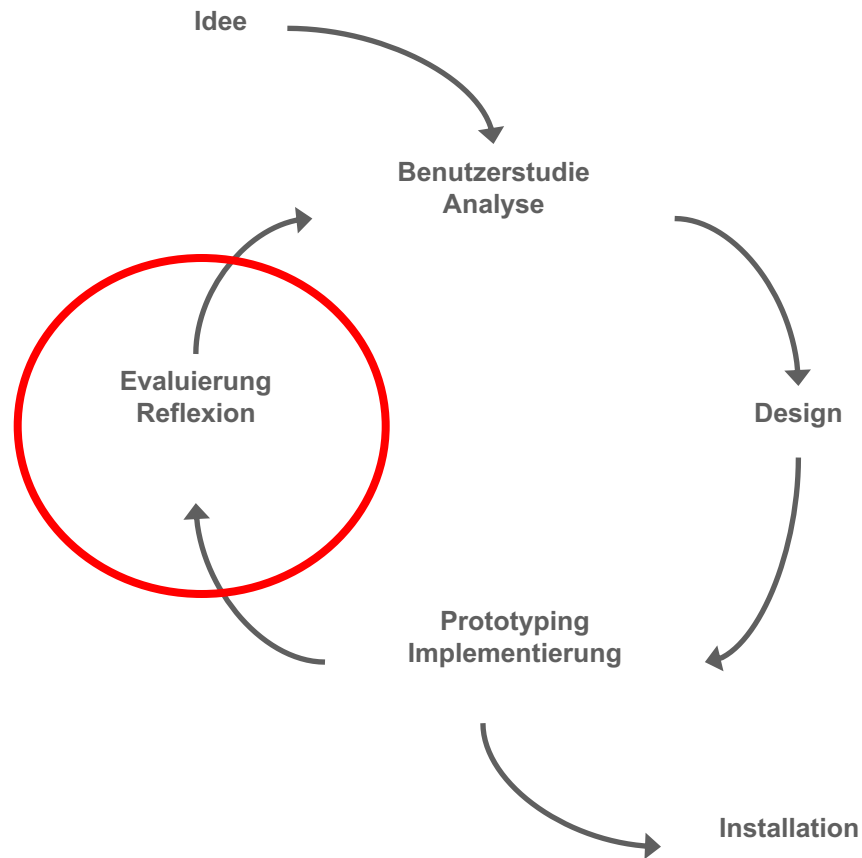 Idee
Benutzerstudie
Analyse
Evaluierung
Reflexion
Design
Prototyping
Implementierung
Installation